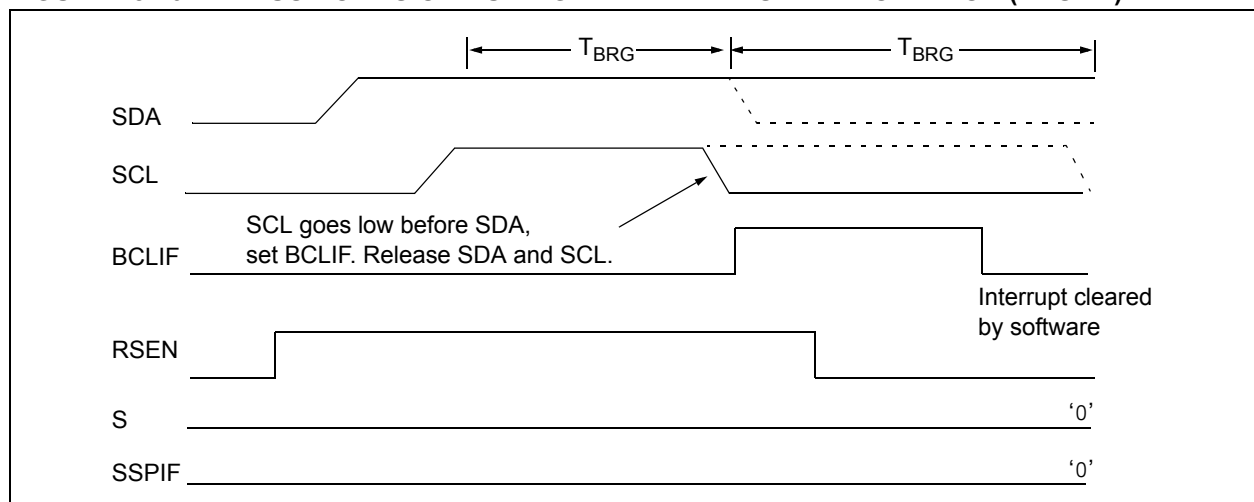 TBRG TBRG
SDA
SCL
SCL goes low before SDA,
set BCLIF. Release SDA and SCL.
BCLIF
Interrupt cleared
by software
RSEN
S ‘0’
SSPIF ‘0’